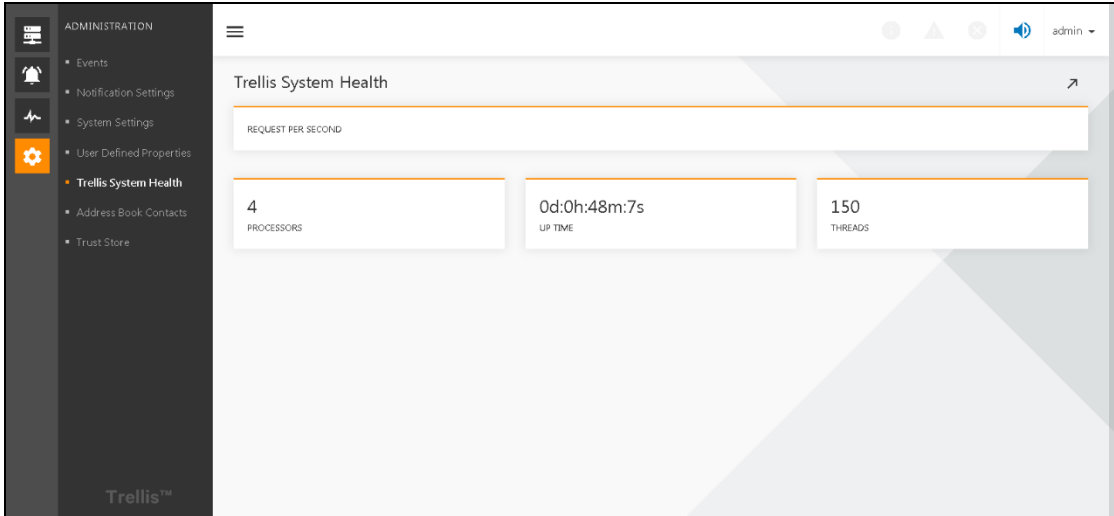 ADMINISTRATION
Events
Notification Settings
System Settings
User Defined Properties
Trellis System Health
Address Book Contacts
Trust Store
Trellis™
admin
Trellis System Health
REQUEST PER SECOND
4
PROCESSORS
0d:0h:48m:7s
UP TIME
150
THREADS